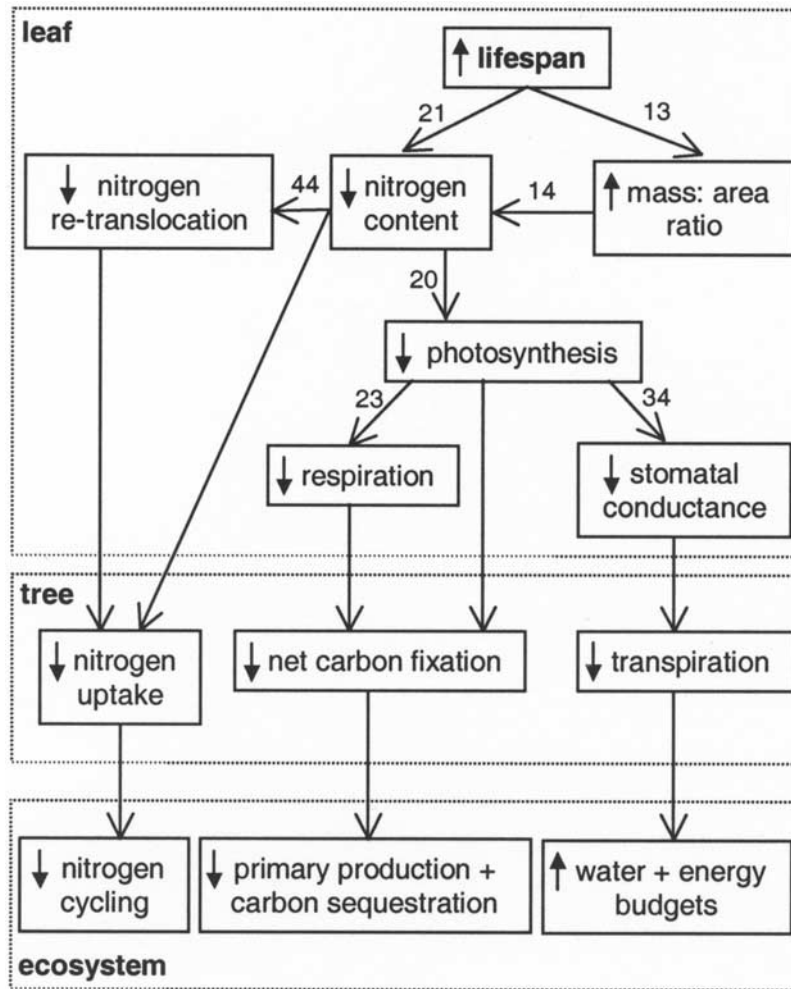 leaf
↑ lifespan
21
13
↓ nitrogen
re-translocation
44
↓ nitrogen
content
14
↑ mass: area
ratio
20
↓ photosynthesis
23
34
↓ respiration
↓ stomatal
conductance
tree
↓ nitrogen
uptake
↓ net carbon fixation
↓ transpiration
↓ nitrogen
cycling
↓ primary production +
carbon sequestration
↑ water + energy
budgets
ecosystem